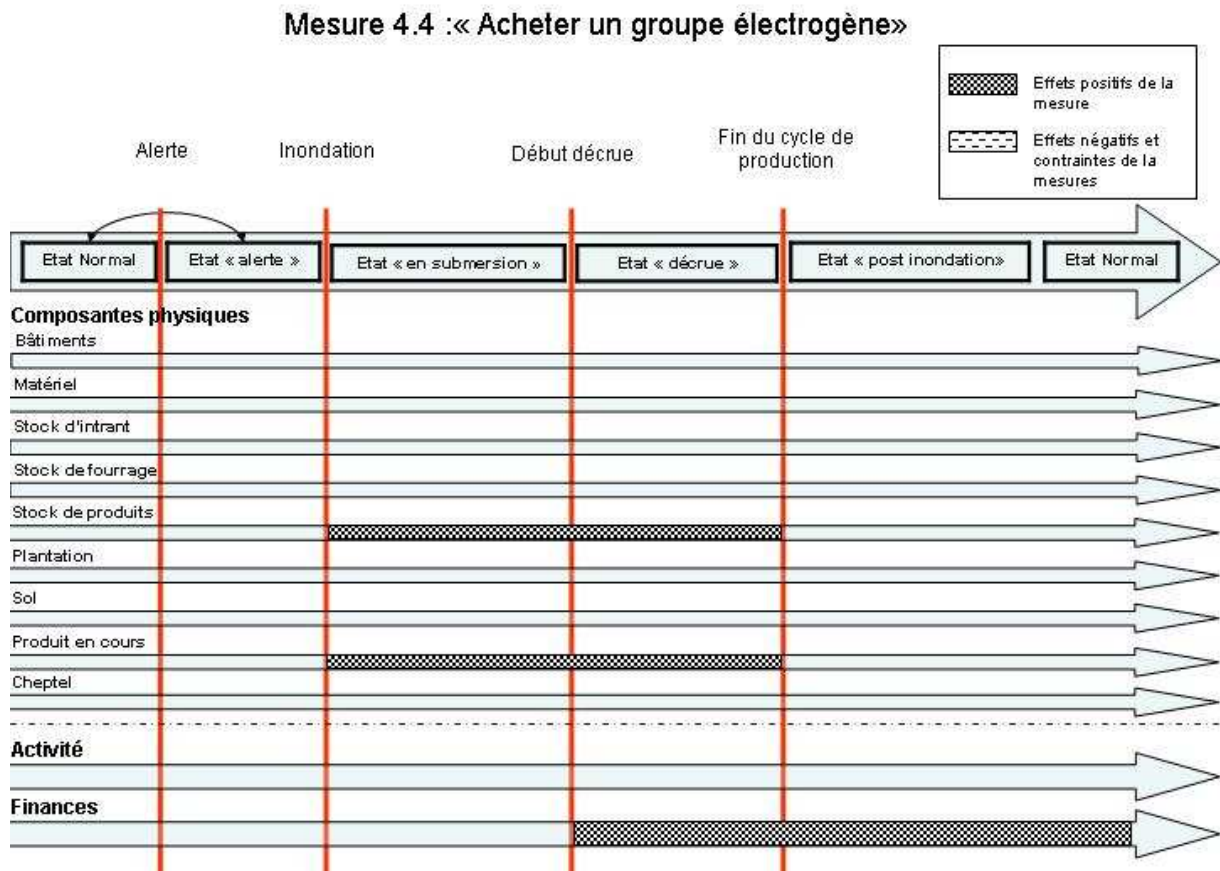 Mesure 4.4 :« Acheter un groupe électrogène»
Effets positifs de la
mesure
Effets négatifs et
contraintes de la
mesures
Alerte
Inondation
Début décrue
Fin du cycle de
production
Etat Normal
Etat « alerte »
Etat « en submersion »
Etat « décrue »
Etat « post inondation»
Etat Normal
Composantes physiques
Bâtiments
Matériel
Stock d'intrant
Stock de fourrage
Stock de produits
Plantation
Sol
Produit en cours
Cheptel
Activité
Finances